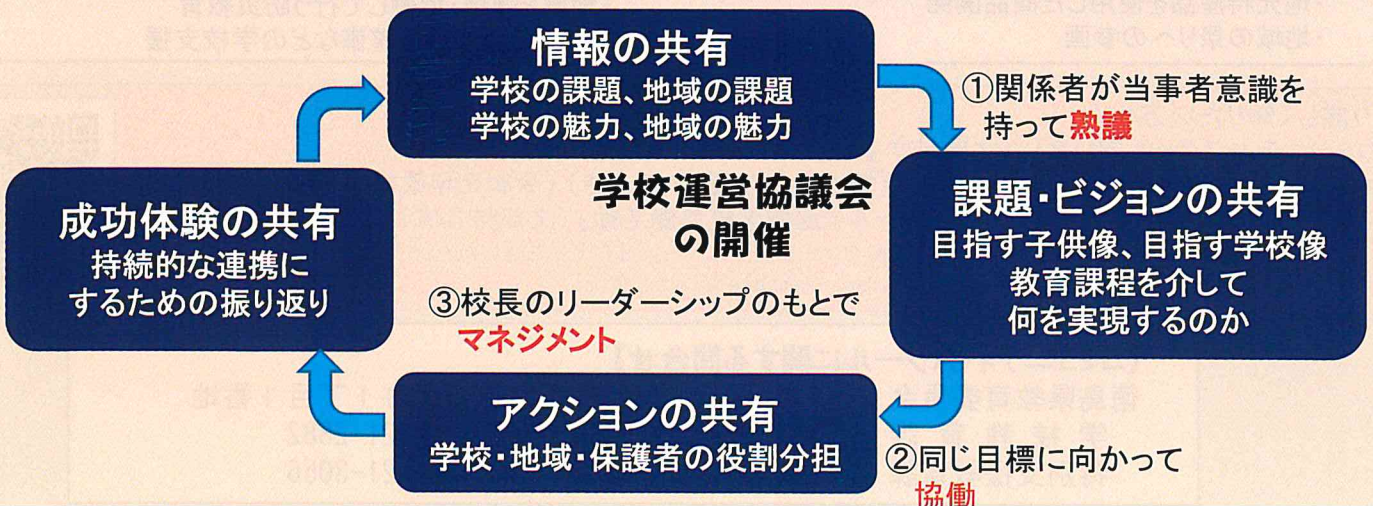 情報の共有
学校の課題、地域の課題
学校の魅力、地域の魅力
①関係者が当事者意識を
持って熟議
課題・ビジョンの共有
目指す子供像、目指す学校像
教育課程を介して
何を実現するのか
学校運営協議会
の開催
成功体験の共有
持続的な連携に
するための振り返り
③校長のリーダーシップのもとで
マネジメント
アクションの共有
学校・地域・保護者の役割分担
②同じ目標に向かって
協働